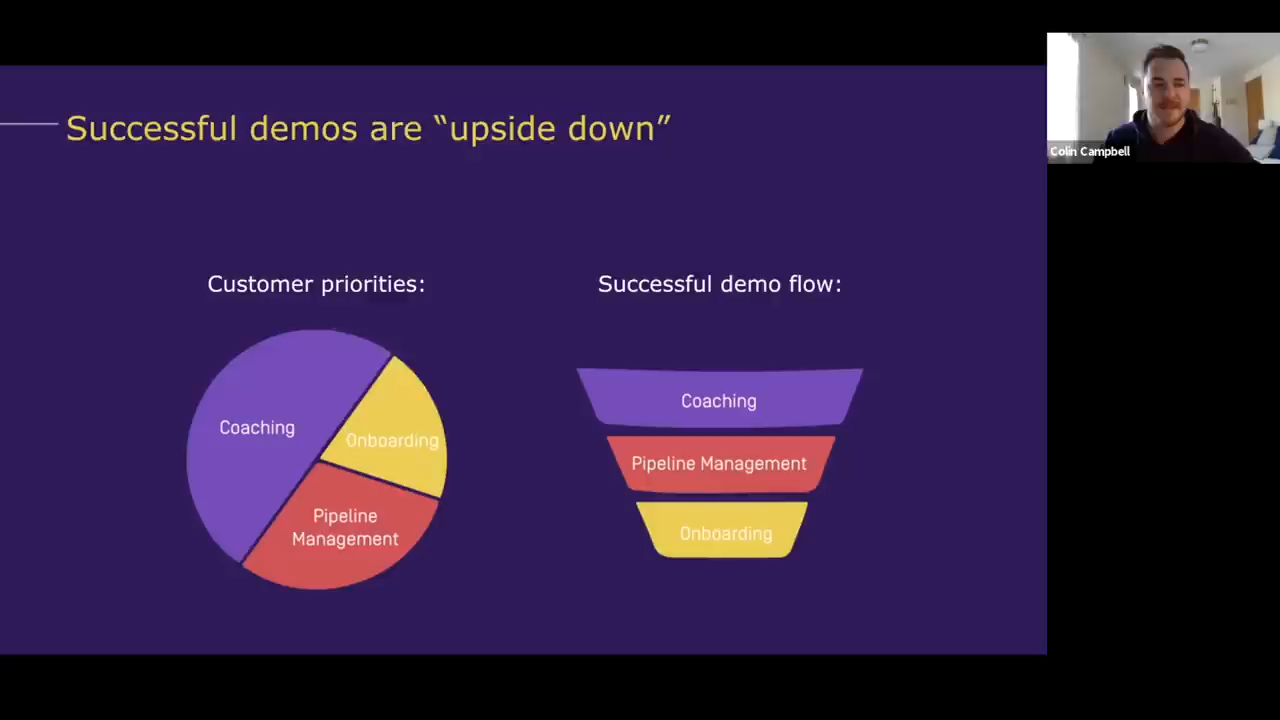 Successful demos are “upside down”
Colin Campbell
Customer priorities:
Successful demo flow:
Coaching
Onboarding
Pipeline
Management
Coaching
Pipeline Management
Onboarding